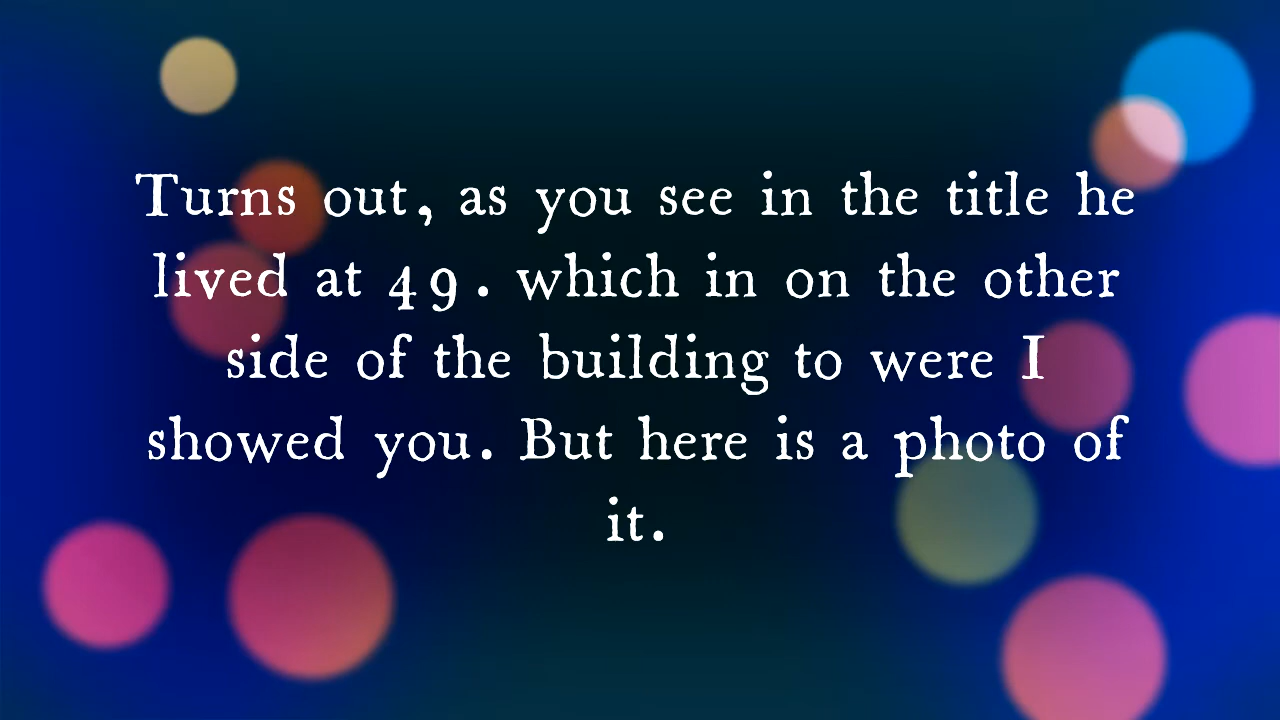 Turns out, as you see in the title he
lived at 49. which in on the other
side of the building to were I
showed you. But here is a photo of
it.